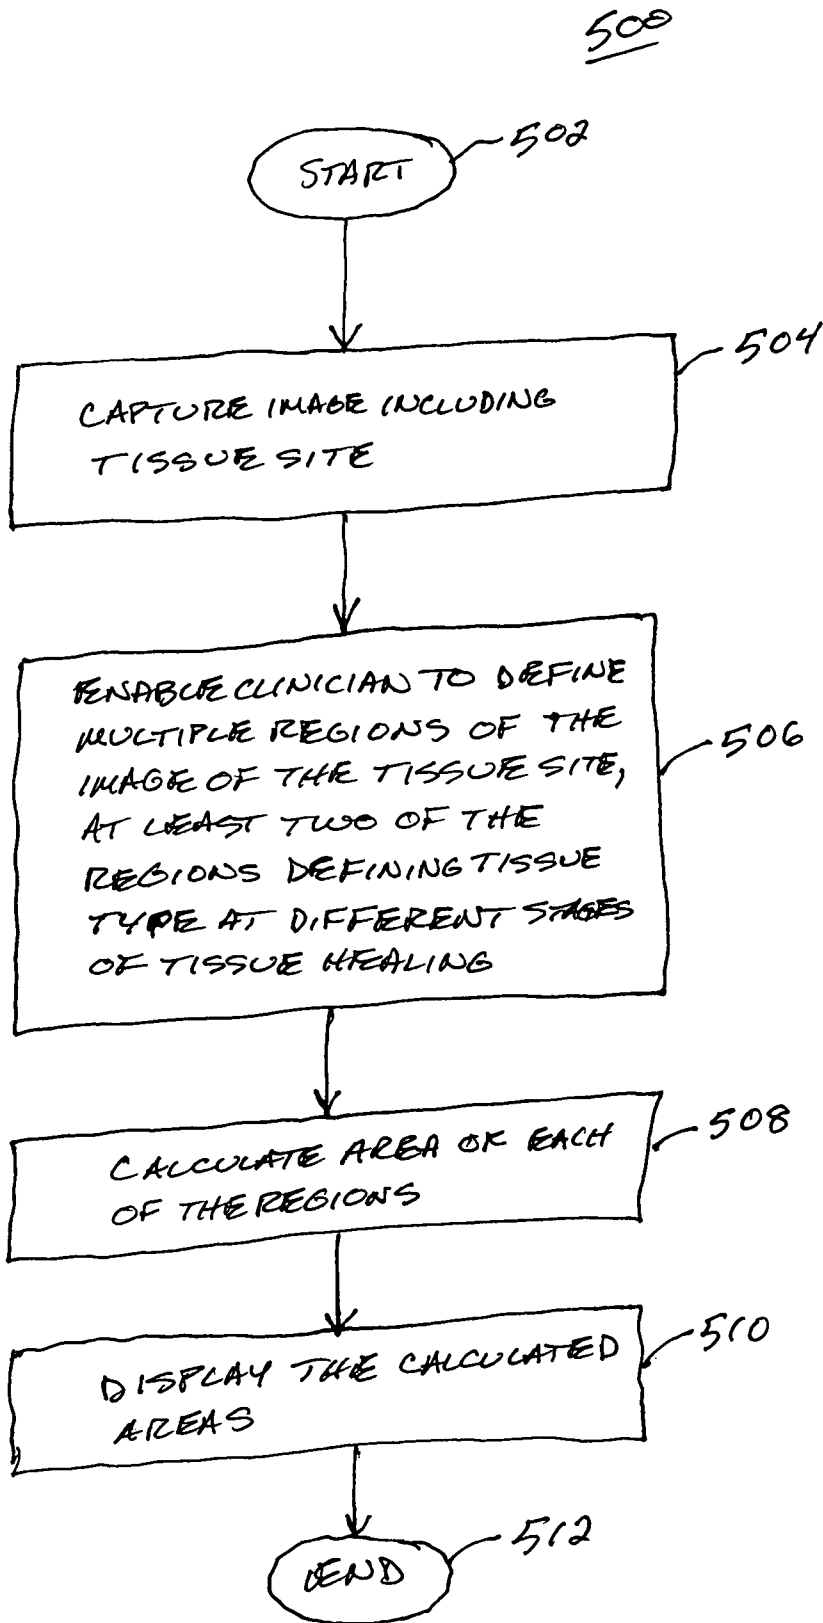 500
START
502
504
CAPTURE IMAGE INCLUDING
TISSUE SITE
ENABLE CLINICIAN TO DEFINE
MULTIPLE REGIONS OF THE
IMAGE OF THE TISSUE SITE,
AT LEAST TWO OF THE
REGIONS DEFINING TISSUE
TYPE AT DIFFERENT STAGES
OF TISSUE HEALING
506
CALCULATE AREA OF EACH
OF THE REGIONS
508
DISPLAY THE CALCULATED
AREAS
510
END
512